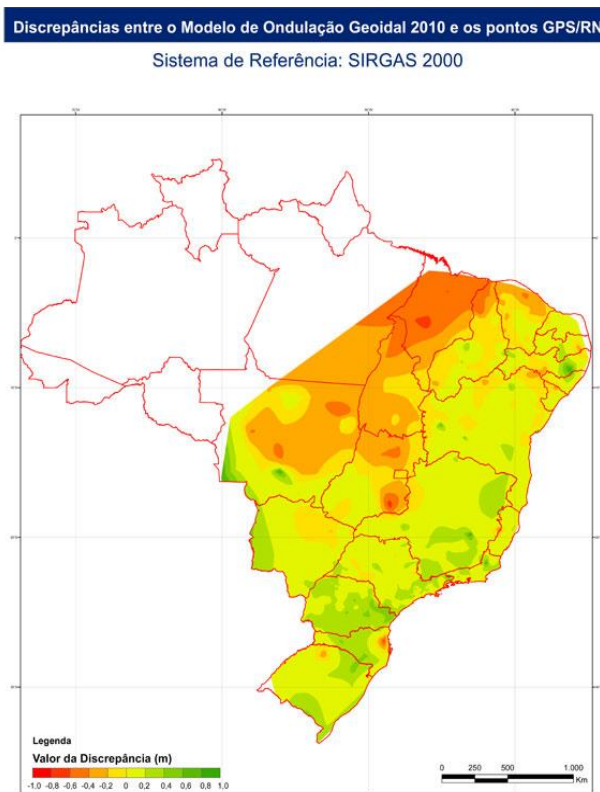 Discrepâncias entre o Modelo de Ondulação Geoidal 2010 e os pontos GPS/RN
Sistema de Referência: SIRGAS 2000
Legenda
Valor da Discrepância (m)
-1,0 -0,8 -0,6 -0,4 -0,2 0 0,2 0,4 0,6 0,8 1,0
0 250 500 1.000
Km